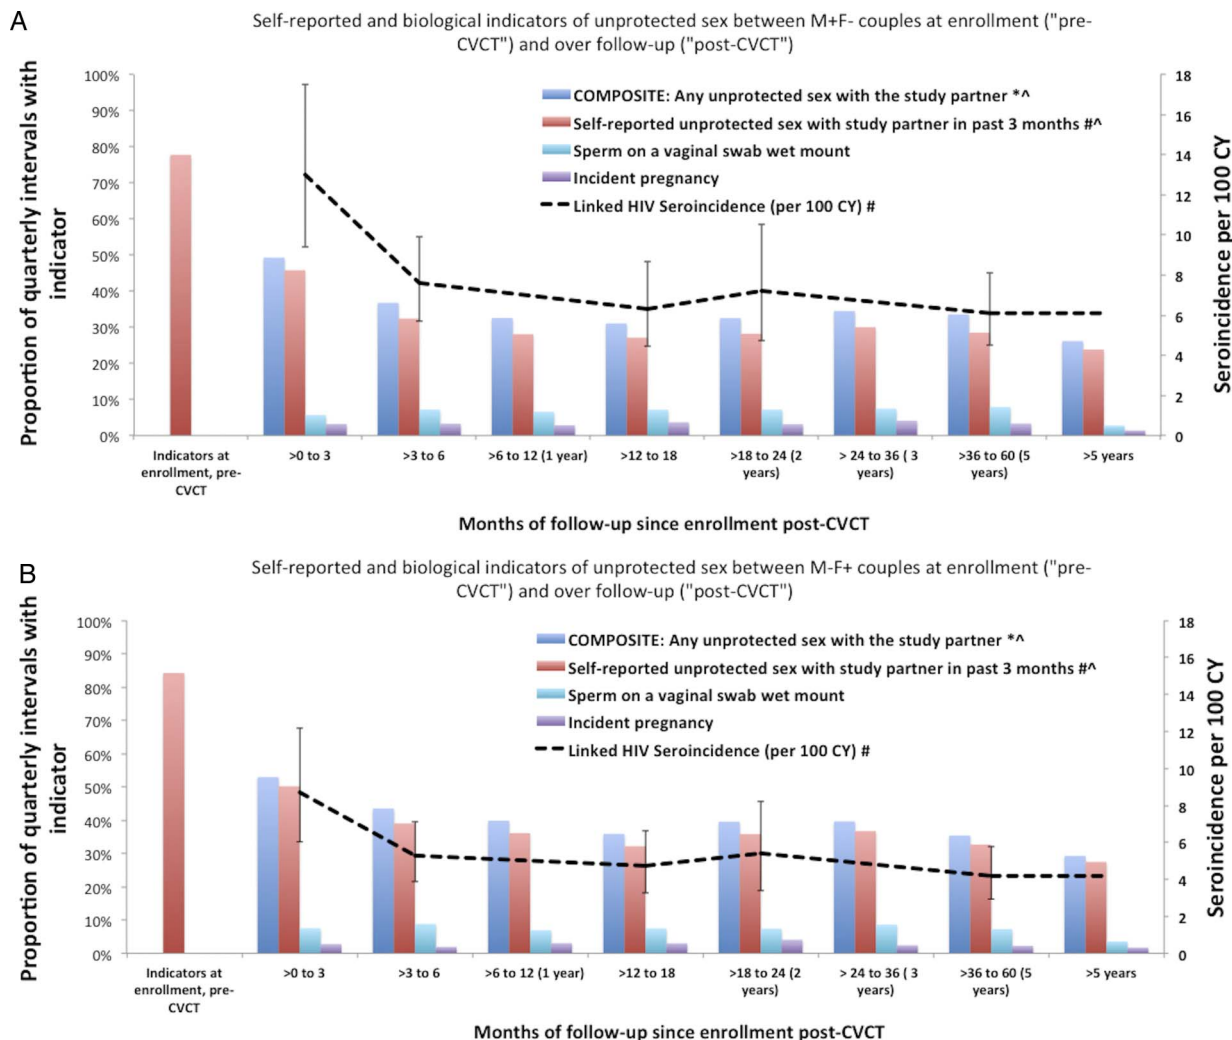 A
Self-reported and biological indicators of unprotected sex between M+F- couples at enrollment ("pre-
CVCT") and over follow-up ("post-CVCT")
Proportion of quarterly intervals with
indicator
100%
90%
80%
70%
60%
50%
40%
30%
20%
10%
0%
COMPOSITE: Any unprotected sex with the study partner *^
Self-reported unprotected sex with study partner in past 3 months #^
Sperm on a vaginal swab wet mount
Incident pregnancy
Linked HIV Seroincidence (per 100 CY) #
18
16
14
12
10
8
6
4
2
0
Seroincidence per 100 CY
Indicators at
enrollment, pre-
CVCT
>0 to 3
>3 to 6
>6 to 12 (1 year)
>12 to 18
>18 to 24 (2
years)
> 24 to 36 ( 3
years)
>36 to 60 (5
years)
>5 years
Months of follow-up since enrollment post-CVCT
B
Self-reported and biological indicators of unprotected sex between M-F+ couples at enrollment ("pre-
CVCT") and over follow-up ("post-CVCT")
Proportion of quarterly intervals with
indicator
100%
90%
80%
70%
60%
50%
40%
30%
20%
10%
0%
COMPOSITE: Any unprotected sex with the study partner *^
Self-reported unprotected sex with study partner in past 3 months #^
Sperm on a vaginal swab wet mount
Incident pregnancy
Linked HIV Seroincidence (per 100 CY) #
18
16
14
12
10
8
6
4
2
0
Seroincidence per 100 CY
Indicators at
enrollment, pre-
CVCT
>0 to 3
>3 to 6
>6 to 12 (1 year)
>12 to 18
>18 to 24 (2
years)
> 24 to 36 ( 3
years)
>36 to 60 (5
years)
>5 years
Months of follow-up since enrollment post-CVCT